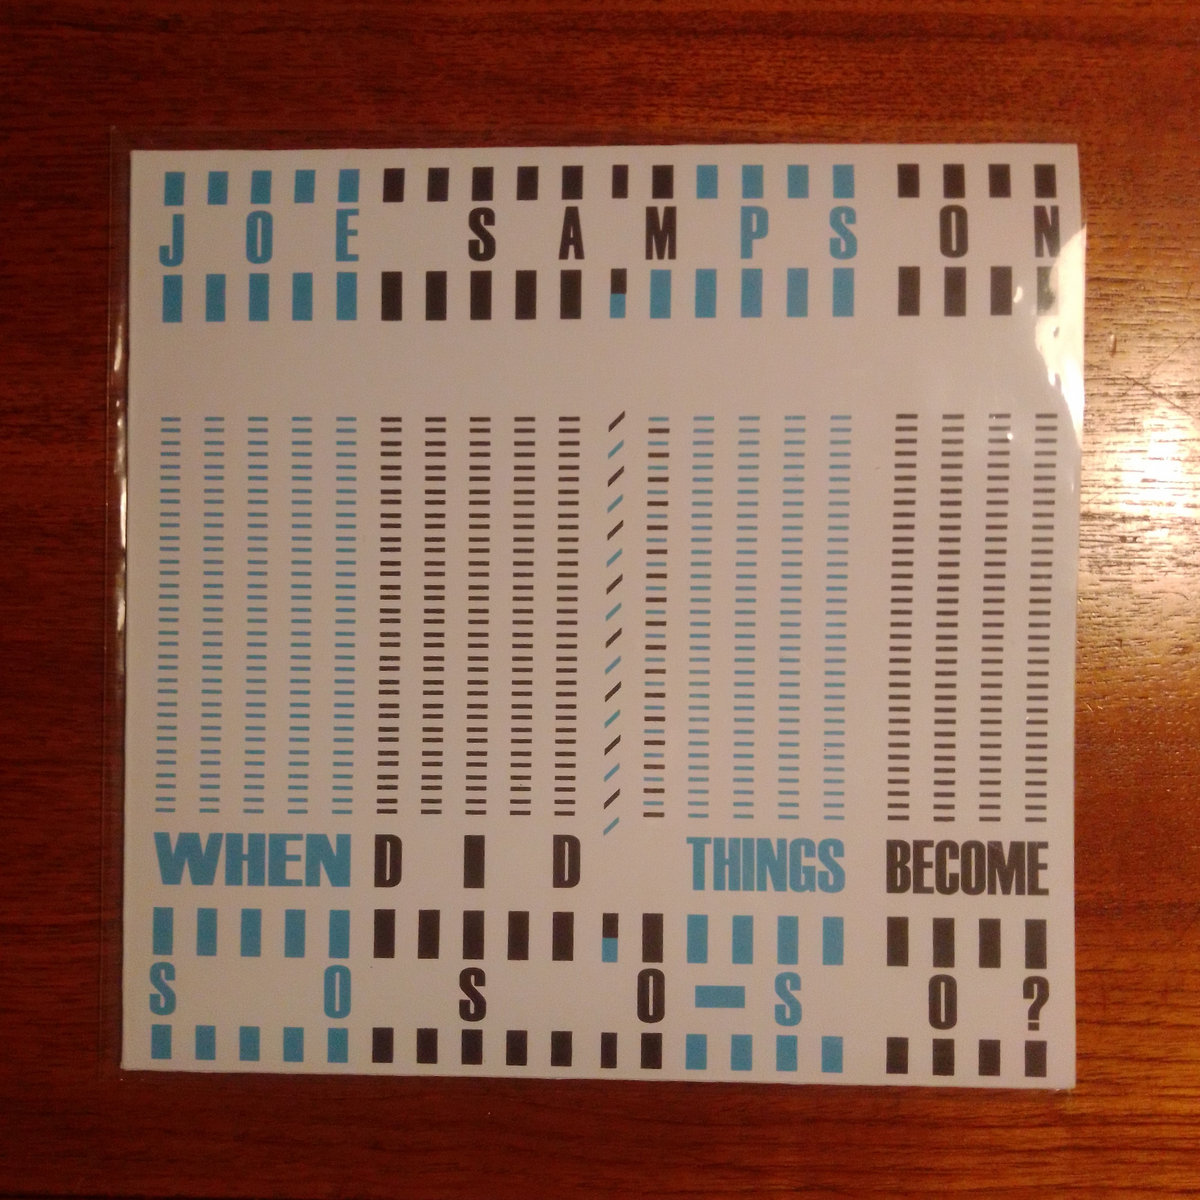 JOE SAMPSON
WHEN DID THINGS BECOME
SO SO-SO?